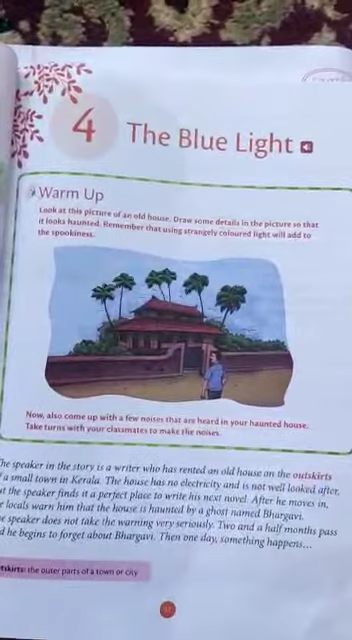 4
The Blue Light
Warm Up
Look at this picture of an old house. Draw some details in the picture so that
it looks haunted. Remember that using strangely coloured light will add to
the spookiness.
Now, also come up with a few noises that are heard in your haunted house.
Take turns with your classmates to make the noises.
he speaker in the story is a writer who has rented an old house on the outskirts
f a small town in Kerala. The house has no electricity and is not well looked after,
ut the speaker finds it a perfect place to write his next novel. After he moves in,
e locals warn him that the house is haunted by a ghost named Bhargavi.
e speaker does not take the warning very seriously. Two and a half months pass
d he begins to forget about Bhargavi. Then one day, something happens...
tskirts: the outer parts of a town or city